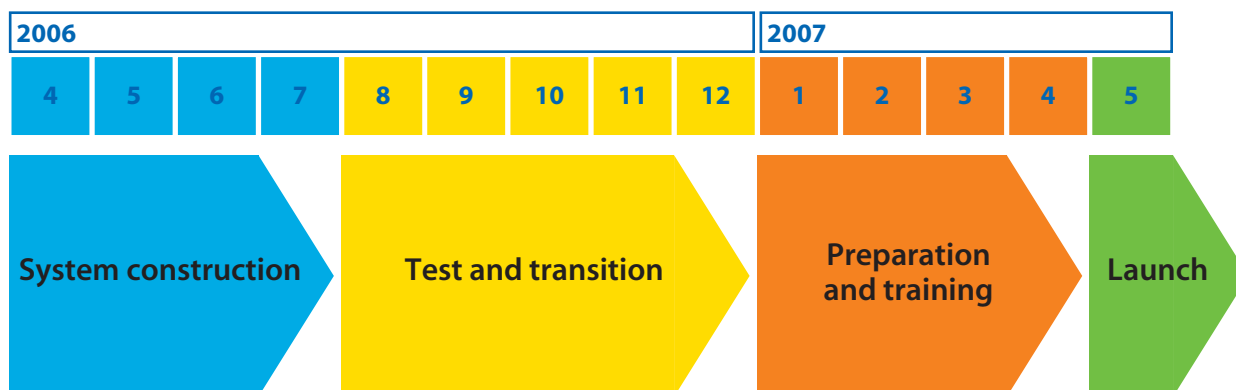 2006 2007
4 5 6 7 8 9 10 11 12 1 2 3 4 5
System construction
Test and transition
Preparation
and training
Launch